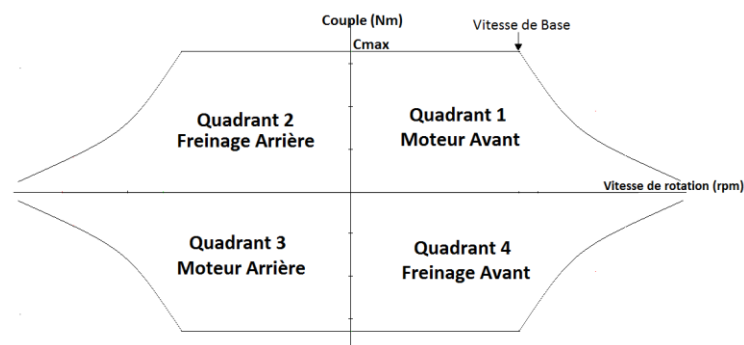 Couple (Nm)
Vitesse de Base
Cmax
Quadrant 2
Freinage Arrière
Quadrant 1
Moteur Avant
Vitesse de rotation (rpm)
Quadrant 3
Moteur Arrière
Quadrant 4
Freinage Avant